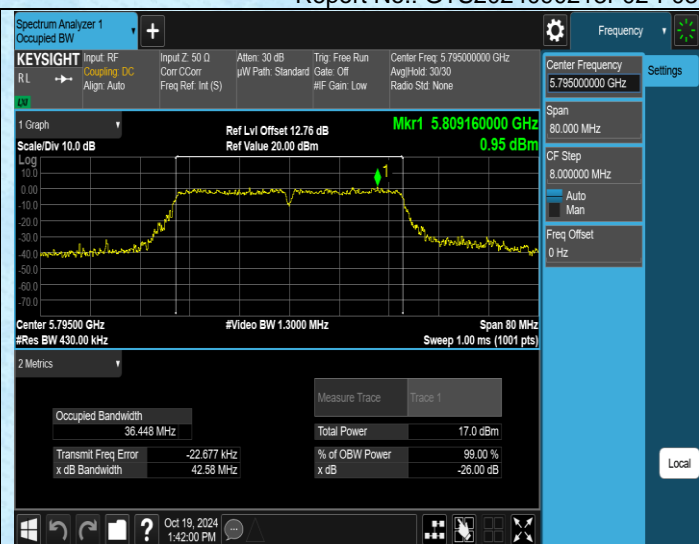 Spectrum Analyzer 1
Occupied BW
Frequency
KEYSIGHT
RL
Input: RF
Coupling: DC
Align: Auto
Input Z: 50 Ω
Corr CCorr
Freq Ref: Int (S)
Atten: 30 dB
µW Path: Standard
Trig: Free Run
Gate: Off
#IF Gain: Low
Center Freq: 5.795000000 GHz
Avg|Hold: 30/30
Radio Std: None
1 Graph
Scale/Div 10.0 dB
Ref Lvl Offset 12.76 dB
Ref Value 20.00 dBm
Mkr1 5.809160000 GHz
0.95 dBm
Log
10.0
0.00
-10.0
-20.0
-30.0
-40.0
-50.0
-60.0
-70.0
1
Center 5.79500 GHz
#Res BW 430.00 kHz
#Video BW 1.3000 MHz
Span 80 MHz
Sweep 1.00 ms (1001 pts)
2 Metrics
Measure Trace
Trace 1
Occupied Bandwidth
36.448 MHz
Total Power
17.0 dBm
Transmit Freq Error
-22.677 kHz
% of OBW Power
99.00 %
x dB Bandwidth
42.58 MHz
x dB
-26.00 dB
Center Frequency
5.795000000 GHz
Settings
Span
80.000 MHz
CF Step
8.000000 MHz
Auto
Man
Freq Offset
0 Hz
Local
?
Oct 19, 2024
1:42:00 PM